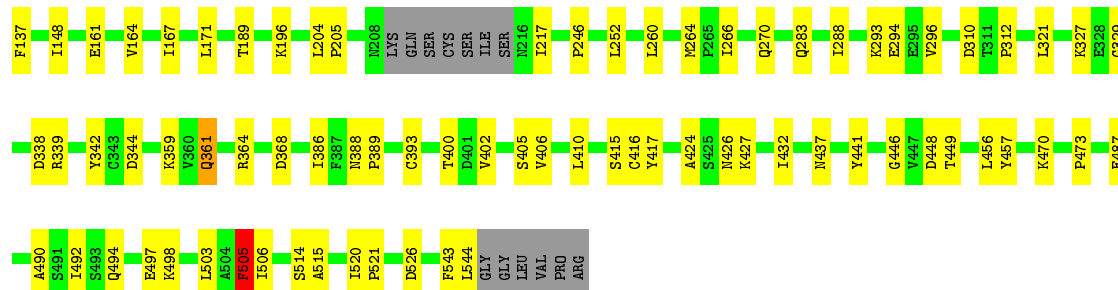 F137 I148 E161 V164 I167 L171 T189 K196 L204 P205 N208 LYS GLN SER CYS SER ILE SER N216 I217 P246 L252 L260 M264 P265 I266 Q270 Q283 I288 K293 E294 E295 V296 D310 T311 P312 L321 K327 E328
D338 R339 Y342 C343 D344 K359 V360 Q361 R364 D368 I386 F387 N388 P389 C393 T400 D401 V402 S405 V406 L410 S415 C416 Y417 A424 S425 N426 K427 I432 N437 Y441 G446 V447 D448 T449 L456 Y457 K470 P473
A490 S491 I492 S493 Q494 E497 K498 L503 A504 F505 I506 S514 A515 I520 P521 D526 F543 L544 GLY GLY LEU VAL PRO ARG